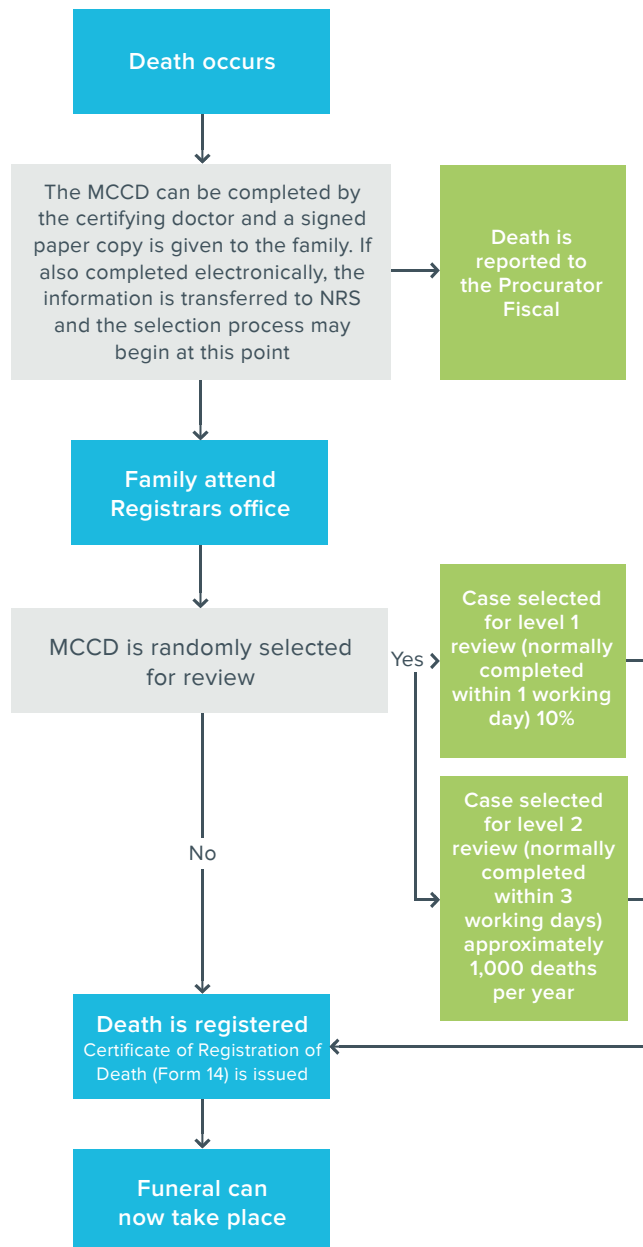 Death occurs
The MCCD can be completed by
the certifying doctor and a signed
paper copy is given to the family. If
also completed electronically, the
information is transferred to NRS
and the selection process may
begin at this point
Death is
reported to
the Procurator
Fiscal
Family attend
Registrars office
MCCD is randomly selected
for review
Yes
Case selected
for level 1
review (normally
completed
within 1 working
day) 10%
Case selected
for level 2
review (normally
completed
within 3
working days)
approximately
1,000 deaths
per year
No
Death is registered
Certificate of Registration of
Death (Form 14) is issued
Funeral can
now take place